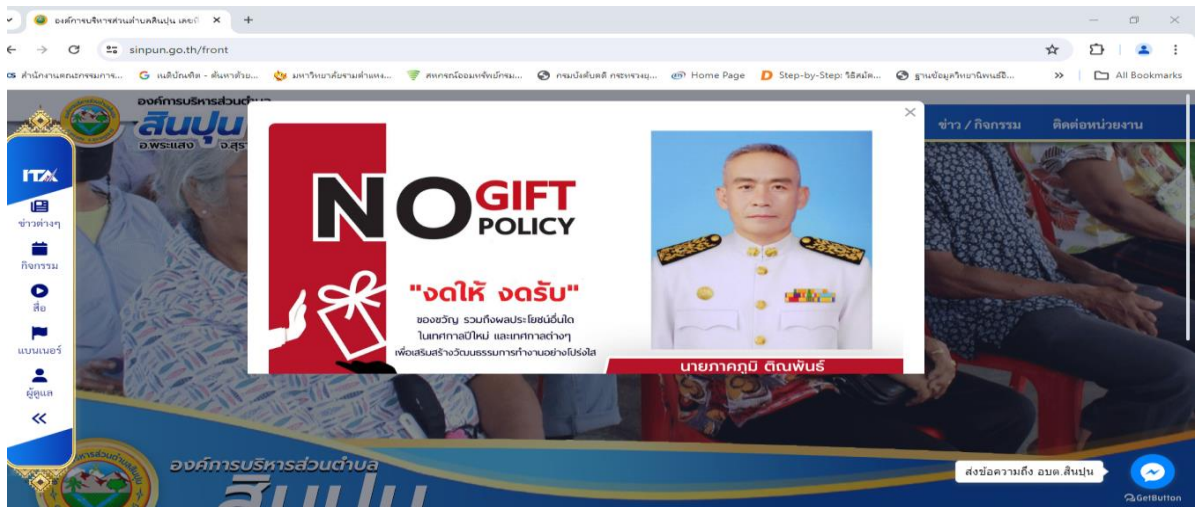 องค์การบริหารส่วนตำบลสินปุน เขต
sinpun.go.th/front
สำนักงานคณะกรรมการ...
เนติบัณฑิต - ค้นหาด้วย...
มหาวิทยาลัยรามคำแหง...
สหกรณ์ออมทรัพย์กรม...
กรมบังคับคดี กระทรวงยุ...
Home Page
Step-by-Step: วิธีสมัค...
ฐานข้อมูลวิทยานิพนธ์ปี...
All Bookmarks
องค์การบริหารส่วนตำบล
สินปุน
อ.พระแสง จ.สุรา
ข่าว / กิจกรรม
ติดต่อหน่วยงาน
ITA
ข่าวต่างๆ
กิจกรรม
สื่อ
แบนเนอร์
ผู้ดูแล
NO GIFT
POLICY
"งดให้ งดรับ"
ของขวัญ รวมถึงผลประโยชน์อื่นใด
ในเทศกาลปีใหม่ และเทศกาลต่างๆ
เพื่อเสริมสร้างวัฒนธรรมการทำงานอย่างโปร่งใส
นายภาคภูมิ ติณพันธ์
องค์การบริหารส่วนตำบล
สินปุน
ส่งข้อความถึง อบต.สินปุน
GetButton